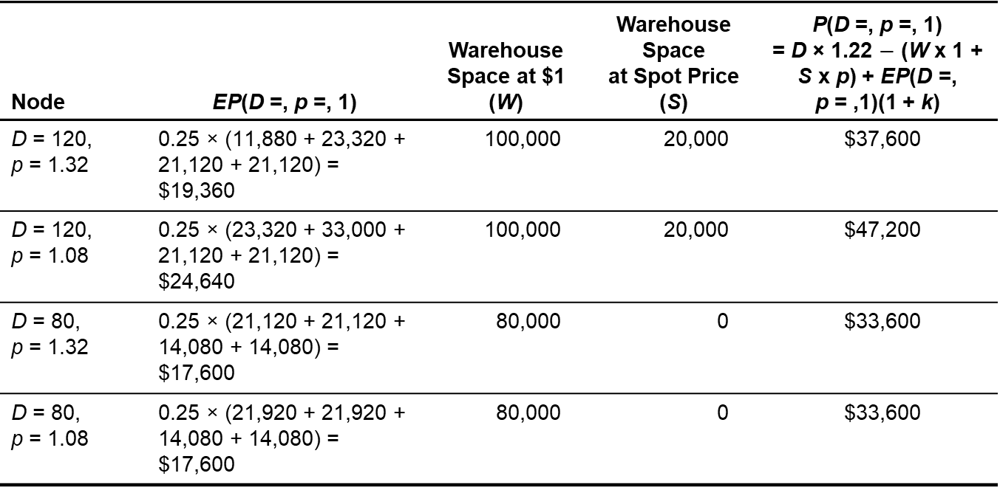 Node
EP(D =, p =, 1)
Warehouse
Space at $1
(W)
Warehouse
Space
at Spot Price
(S)
P(D =, p =, 1)
= D × 1.22 – (W x 1 +
S x p) + EP(D =,
p = ,1)(1 + k)
D = 120,
p = 1.32
0.25 × (11,880 + 23,320 +
21,120 + 21,120) =
$19,360
100,000
20,000
$37,600
D = 120,
p = 1.08
0.25 × (23,320 + 33,000 +
21,120 + 21,120) =
$24,640
100,000
20,000
$47,200
D = 80,
p = 1.32
0.25 × (21,120 + 21,120 +
14,080 + 14,080) =
$17,600
80,000
0
$33,600
D = 80,
p = 1.08
0.25 × (21,920 + 21,920 +
14,080 + 14,080) =
$17,600
80,000
0
$33,600